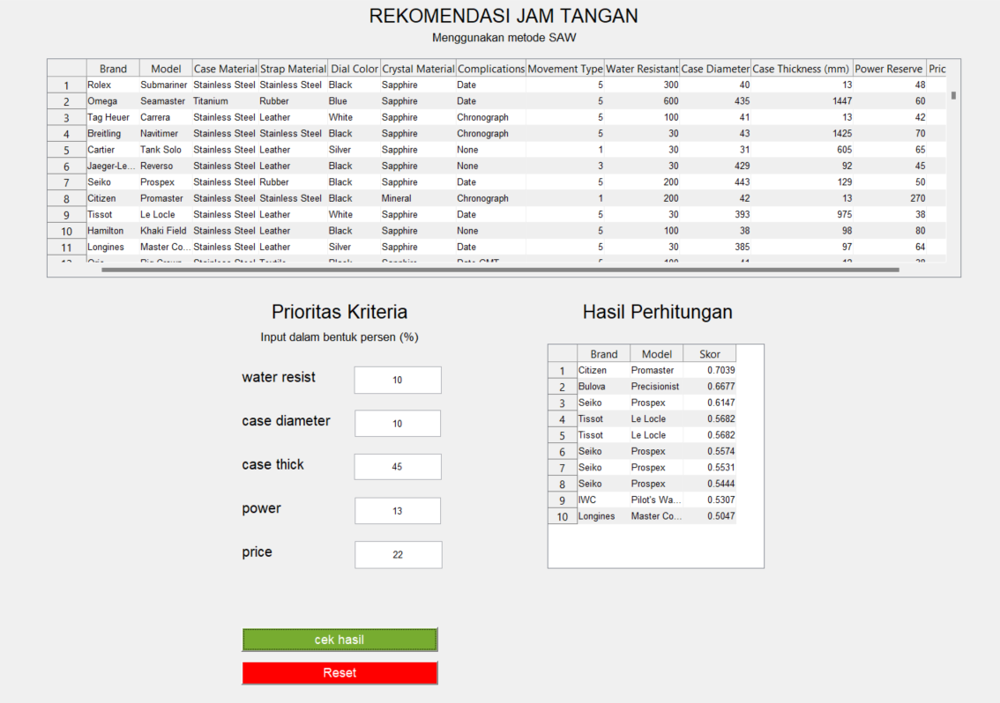 REKOMENDASI JAM TANGAN
Menggunakan metode SAW
Brand Model Case Material Strap Material Dial Color Crystal Material Complications Movement Type Water Resistant Case Diameter Case Thickness (mm) Power Reserve Pric
1 Rolex Submariner Stainless Steel Stainless Steel Black Sapphire Date 5 300 40 13 48
2 Omega Seamaster Titanium Rubber Blue Sapphire Date 5 600 435 1447 60
3 Tag Heuer Carrera Stainless Steel Leather White Sapphire Chronograph 5 100 41 13 42
4 Breitling Navitimer Stainless Steel Stainless Steel Black Sapphire Chronograph 5 30 43 1425 70
5 Cartier Tank Solo Stainless Steel Leather Silver Sapphire None 1 30 31 605 65
6 Jaeger-Le... Reverso Stainless Steel Leather Black Sapphire None 3 30 429 92 45
7 Seiko Prospex Stainless Steel Rubber Black Sapphire Date 5 200 443 129 50
8 Citizen Promaster Stainless Steel Stainless Steel Black Mineral Chronograph 1 200 42 13 270
9 Tissot Le Locle Stainless Steel Leather White Sapphire Date 5 30 393 975 38
10 Hamilton Khaki Field Stainless Steel Leather Black Sapphire None 5 100 38 98 80
11 Longines Master Co... Stainless Steel Leather Silver Sapphire Date 5 30 385 97 64
Prioritas Kriteria
Input dalam bentuk persen (%)
water resist 10
case diameter 10
case thick 45
power 13
price 22
cek hasil
Reset
Hasil Perhitungan
Brand Model Skor
1 Citizen Promaster 0.7039
2 Bulova Precisionist 0.6677
3 Seiko Prospex 0.6147
4 Tissot Le Locle 0.5682
5 Tissot Le Locle 0.5682
6 Seiko Prospex 0.5574
7 Seiko Prospex 0.5531
8 Seiko Prospex 0.5444
9 IWC Pilot's Wa... 0.5307
10 Longines Master Co... 0.5047